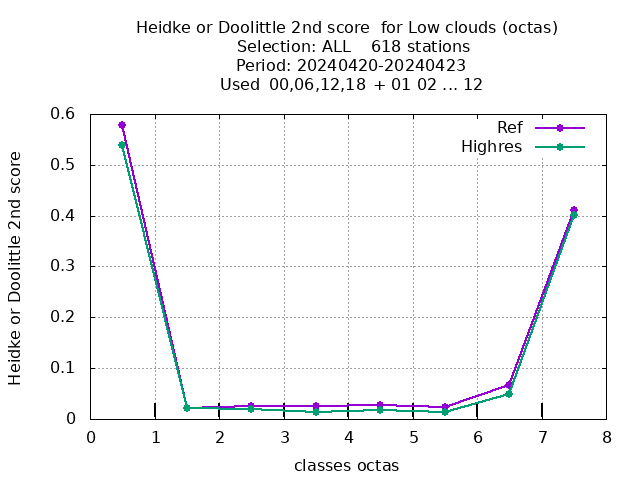 Heidke or Doolittle 2nd score  for Low clouds (octas)
Selection: ALL    618 stations
Period: 20240420-20240423
Used 00,06,12,18 + 01 02 ... 12
Ref
Highres
Heidke or Doolittle 2nd score
0.6
0.5
0.4
0.3
0.2
0.1
0
0 1 2 3 4 5 6 7 8
classes octas